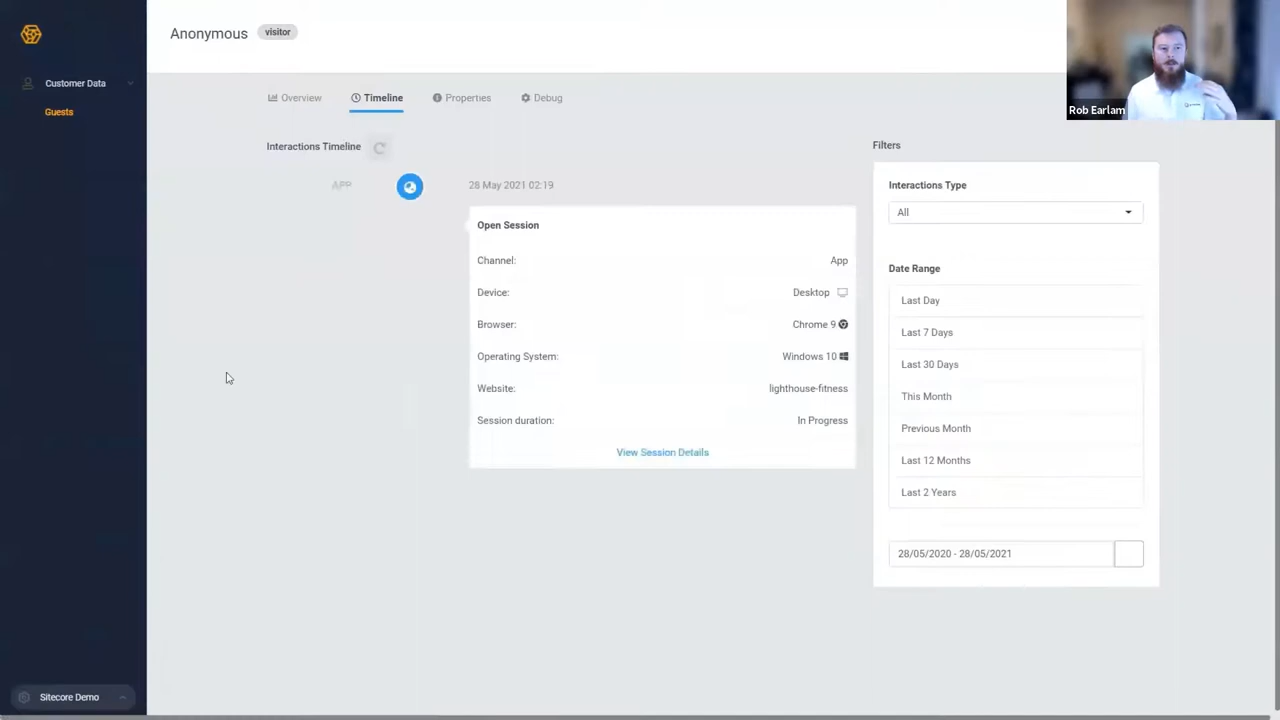 Anonymous visitor
Rob Earlam
Customer Data
Guests
Overview Timeline Properties Debug
Interactions Timeline
APP
28 May 2021 02:19
Open Session
Channel: App
Device: Desktop
Browser: Chrome 9
Operating System: Windows 10
Website: lighthouse-fitness
Session duration: In Progress
View Session Details
Filters
Interactions Type
All
Date Range
Last Day
Last 7 Days
Last 30 Days
This Month
Previous Month
Last 12 Months
Last 2 Years
28/05/2020 - 28/05/2021
Sitecore Demo